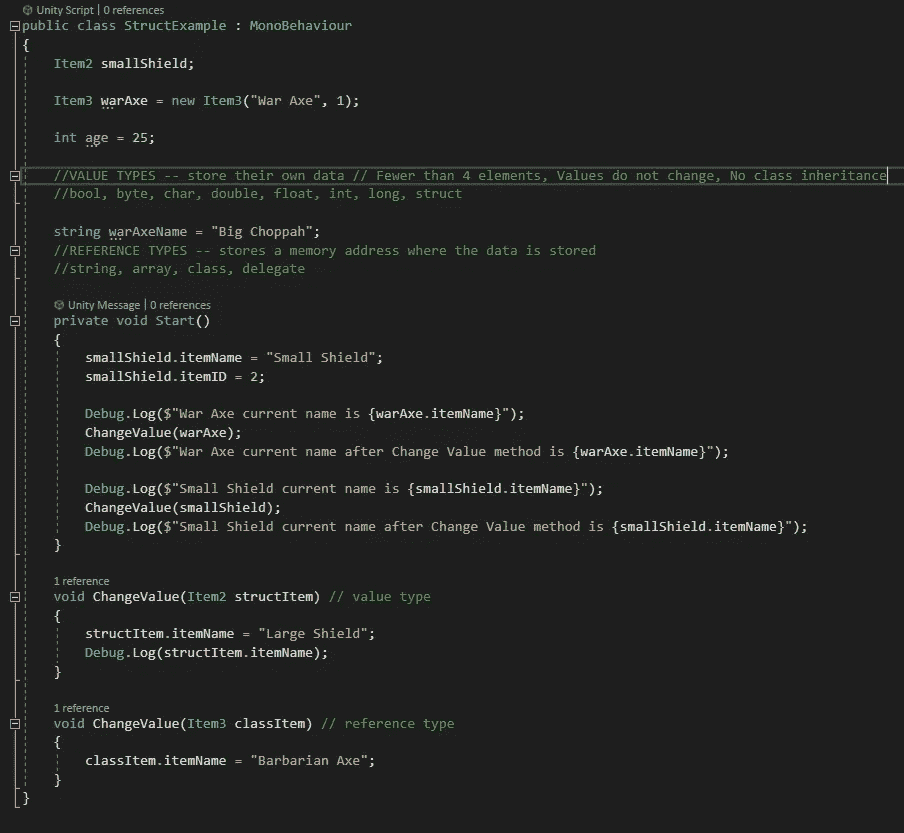 Unity Script | 0 references
public class StructExample : MonoBehaviour
{
Item2 smallShield;
Item3 warAxe = new Item3("War Axe", 1);
int age = 25;
//VALUE TYPES -- store their own data // Fewer than 4 elements, Values do not change, No class inheritance
//bool, byte, char, double, float, int, long, struct
string warAxeName = "Big Choppah";
//REFERENCE TYPES -- stores a memory address where the data is stored
//string, array, class, delegate
Unity Message | 0 references
private void Start()
{
smallShield.itemName = "Small Shield";
smallShield.itemID = 2;
Debug.Log($"War Axe current name is {warAxe.itemName}");
ChangeValue(warAxe);
Debug.Log($"War Axe current name after Change Value method is {warAxe.itemName}");
Debug.Log($"Small Shield current name is {smallShield.itemName}");
ChangeValue(smallShield);
Debug.Log($"Small Shield current name after Change Value method is {smallShield.itemName}");
}
1 reference
void ChangeValue(Item2 structItem) // value type
{
structItem.itemName = "Large Shield";
Debug.Log(structItem.itemName);
}
1 reference
void ChangeValue(Item3 classItem) // reference type
{
classItem.itemName = "Barbarian Axe";
}
}